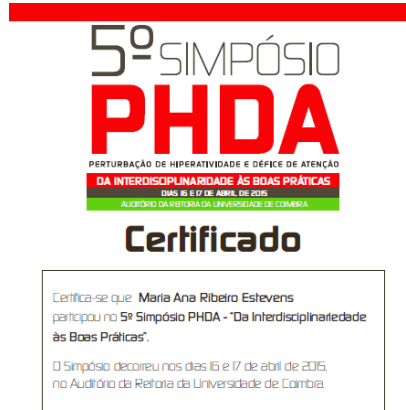 5º SIMPÓSIO
PHDA
PERTURBAÇÃO DE HIPERATIVIDADE E DÉFICE DE ATENÇÃO
DA INTERDISCIPLINARIDADE ÀS BOAS PRÁTICAS
DIAS 16 E 17 DE ABRIL DE 2015
AUDITÓRIO DA REITORIA DA UNIVERSIDADE DE COIMBRA
Certificado
Certifica-se que Maria Ana Ribeiro Estevens
participou no 5º Simpósio PHDA - "Da Interdisciplinariedade
às Boas Práticas".
O Simpósio decorreu nos dias 16 e 17 de abril de 2015,
no Auditório da Reitoria da Universidade de Coimbra.